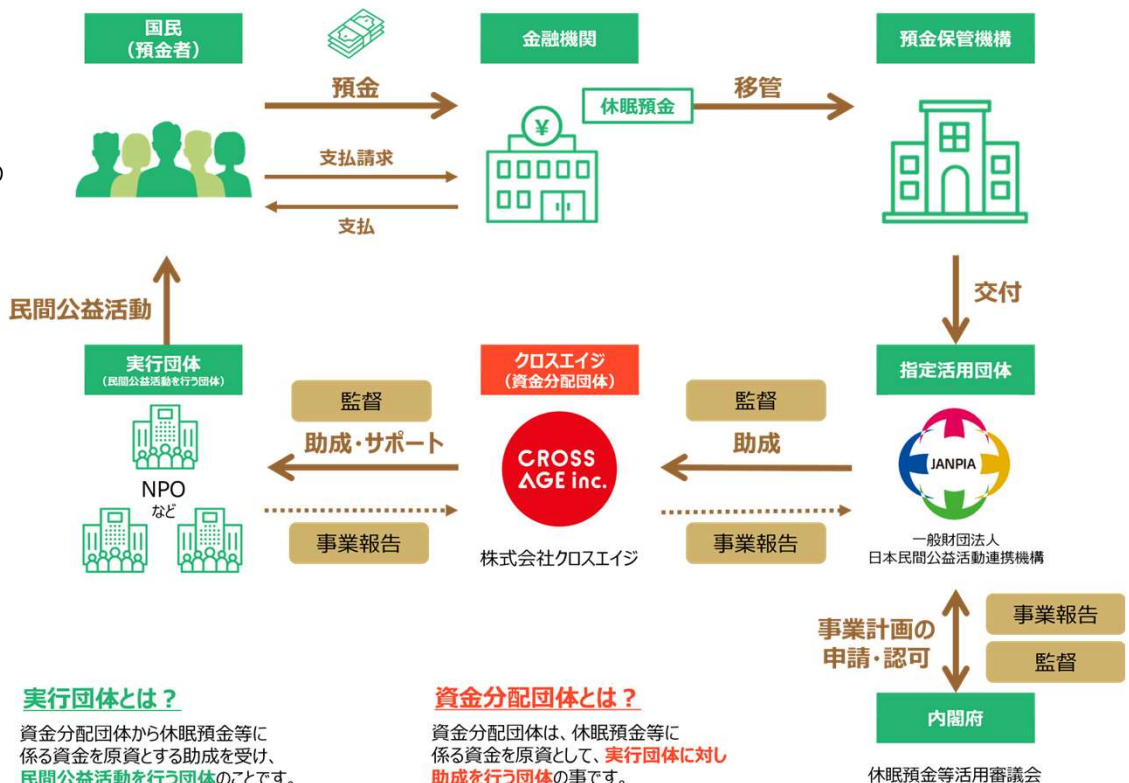 国民
(預金者)
金融機関
預金保管機構
預金
¥
休眠預金
移管
支払請求
支払
)
民間公益活動
交付
実行団体
(民間公益活動を行う団体)
クロスエイジ
(資金分配団体)
指定活用団体
監督
監督
助成・サポート
助成
CROSS
AGE inc.
JANPIA
NPO
など
事業報告
事業報告
株式会社クロスエイジ
一般財団法人
日本民間公益活動連携機構
事業計画の
申請・認可
事業報告
監督
内閣府
休眠預金等活用審議会
実行団体とは？
資金分配団体から休眠預金等に
係る資金を原資とする助成を受け、
民間公益活動を行う団体のことです。
資金分配団体とは？
資金分配団体は、休眠預金等に
係る資金を原資として、実行団体に対し
助成を行う団体の事です。